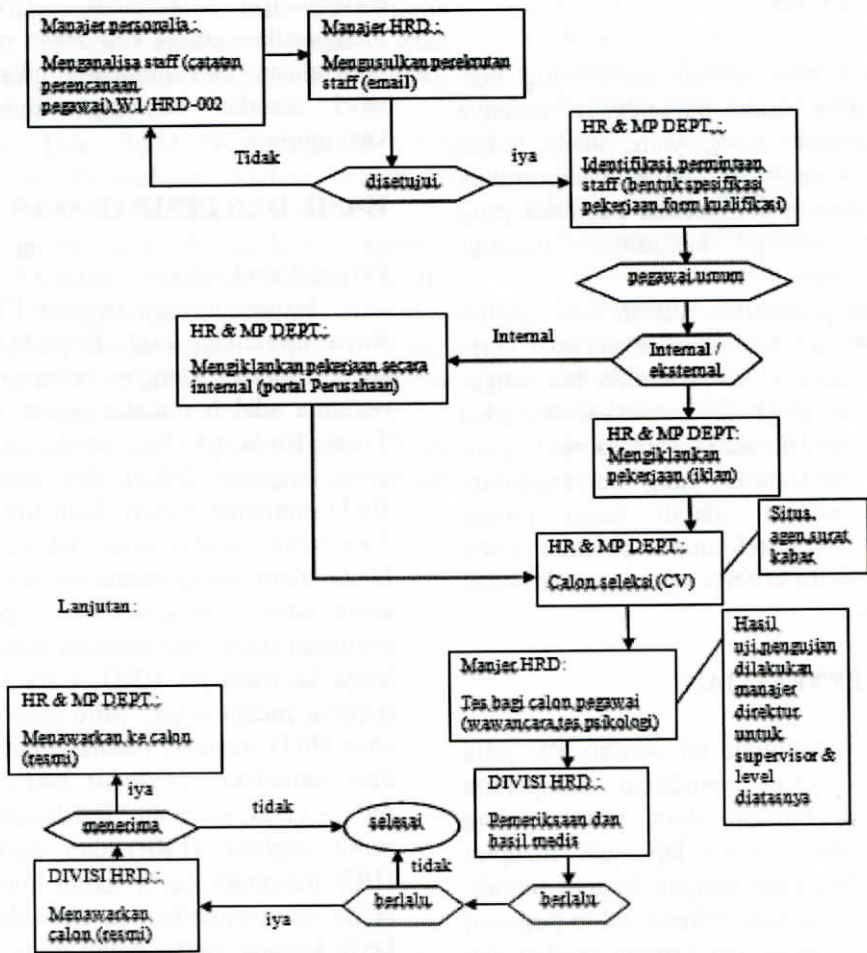 Manajer personalia :
Menganalisa staff (catatan
perencanaan
pegawai),W.1/HRD-002
Manajer HRD :
Mengusulkan perekrutan
staff (email)
Tidak
iya
disetujui.
HR & MP DEPT.:
Identifikasi permintaan
staff (bentuk spesifikasi
pekerjaan,form kualifikasi)
pegawai umum
Internal
Internal /
eksternal
HR & MP DEPT :
Mengiklankan pekerjaan secara
internal (portal Perusahaan)
HR & MP DEPT:
Mengiklankan
pekerjaan (iklan)
Situs.
agen,surat
kabar
HR & MP DEPT.:
Calon seleksi(CV)
Lanjutan :
Manjer HRD:
Tes bagi calon pegawai
(wawancara,tes,psikologi)
Hasil
uji,pengujian
dilakukan
manajer
direktur
untuk
supervisor &
level
diatasnya
HR & MP DEPT.:
Menawarkan ke calon
(resmi)
iya
tidak
menerima
selesai
DIVISI HRD :
Pemeriksaan dan
hasil medis
tidak
DIVISI HRD :
Menawarkan
calon (resmi)
iya
berlalu
berlalu